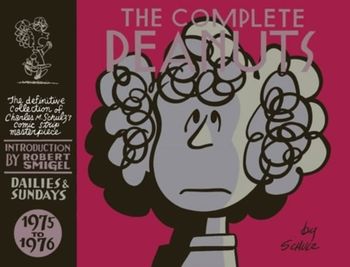 THE COMPLETE
PEANUTS
The definitive
collection of
Charles M. Schulz's
comic strip
masterpiece
INTRODUCTION
BY ROBERT
SMIGEL
DAILIES &
SUNDAYS
1975
TO
1976
by
SCHULZ